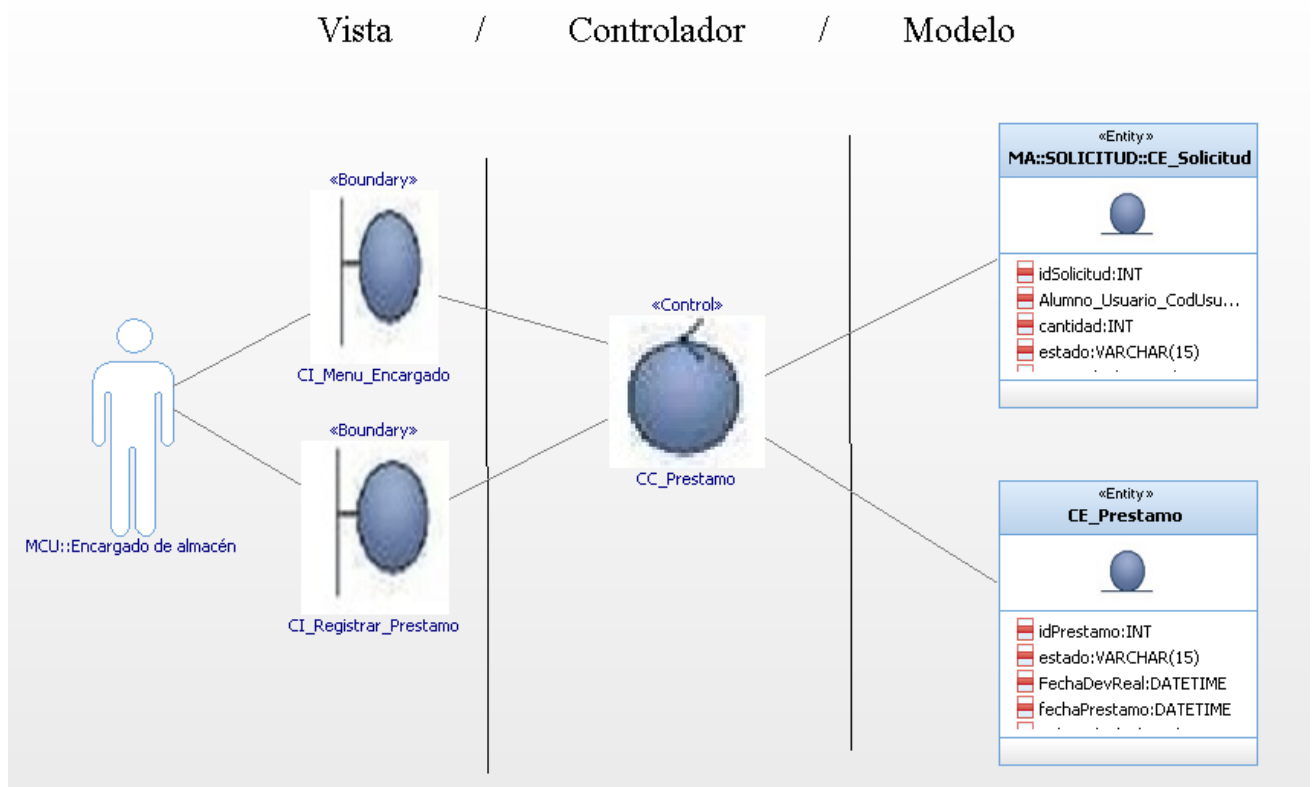 Vista / Controlador / Modelo
«Boundary»
CI_Menu_Encargado
«Boundary»
CI_Registrar_Prestamo
MCU::Encargado de almacén
«Control»
CC_Prestamo
«Entity»
MA::SOLICITUD::CE_Solicitud
idSolicitud:INT
Alumno_Usuario_CodUsu...
cantidad:INT
estado:VARCHAR(15)
«Entity»
CE_Prestamo
idPrestamo:INT
estado:VARCHAR(15)
FechaDevReal:DATETIME
fechaPrestamo:DATETIME